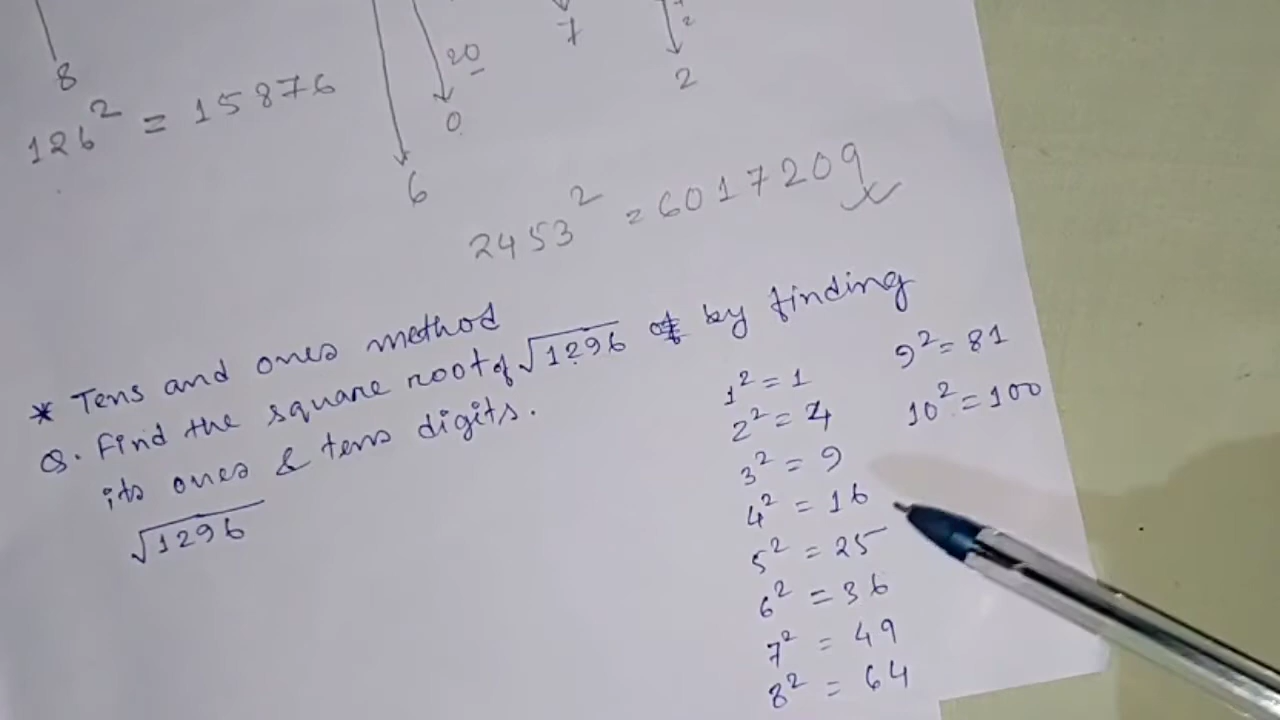 8
20
0
6
7
2
2
126² = 15876
2453² = 6017209
* Tens and ones method
Q. Find the square root of √1296 by finding
its ones & tens digits.
√1296
1² = 1
2² = 4
3² = 9
4² = 16
5² = 25
6² = 36
7² = 49
8² = 64
9² = 81
10² = 100